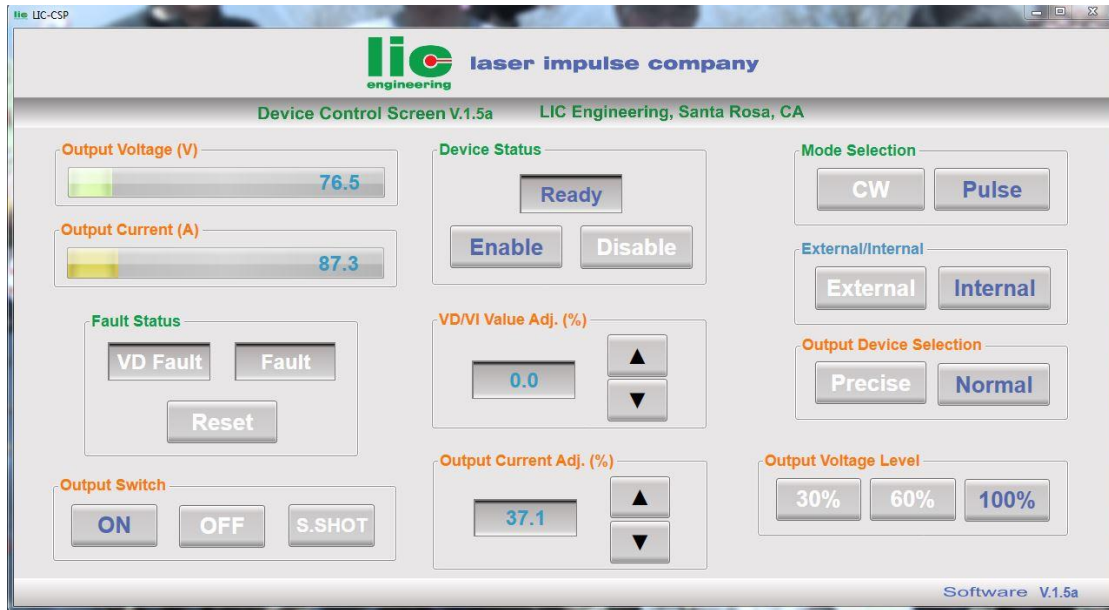 lic LIC-CSP
lic
engineering
laser impulse company
Device Control Screen V.1.5a
LIC Engineering, Santa Rosa, CA
Output Voltage (V)
76.5
Output Current (A)
87.3
Fault Status
VD Fault Fault
Reset
Output Switch
ON OFF S.SHOT
Device Status
Ready
Enable Disable
VD/VI Value Adj. (%)
0.0
▲
▼
Output Current Adj. (%)
37.1
▲
▼
Mode Selection
CW Pulse
External/Internal
External Internal
Output Device Selection
Precise Normal
Output Voltage Level
30% 60% 100%
Software V.1.5a